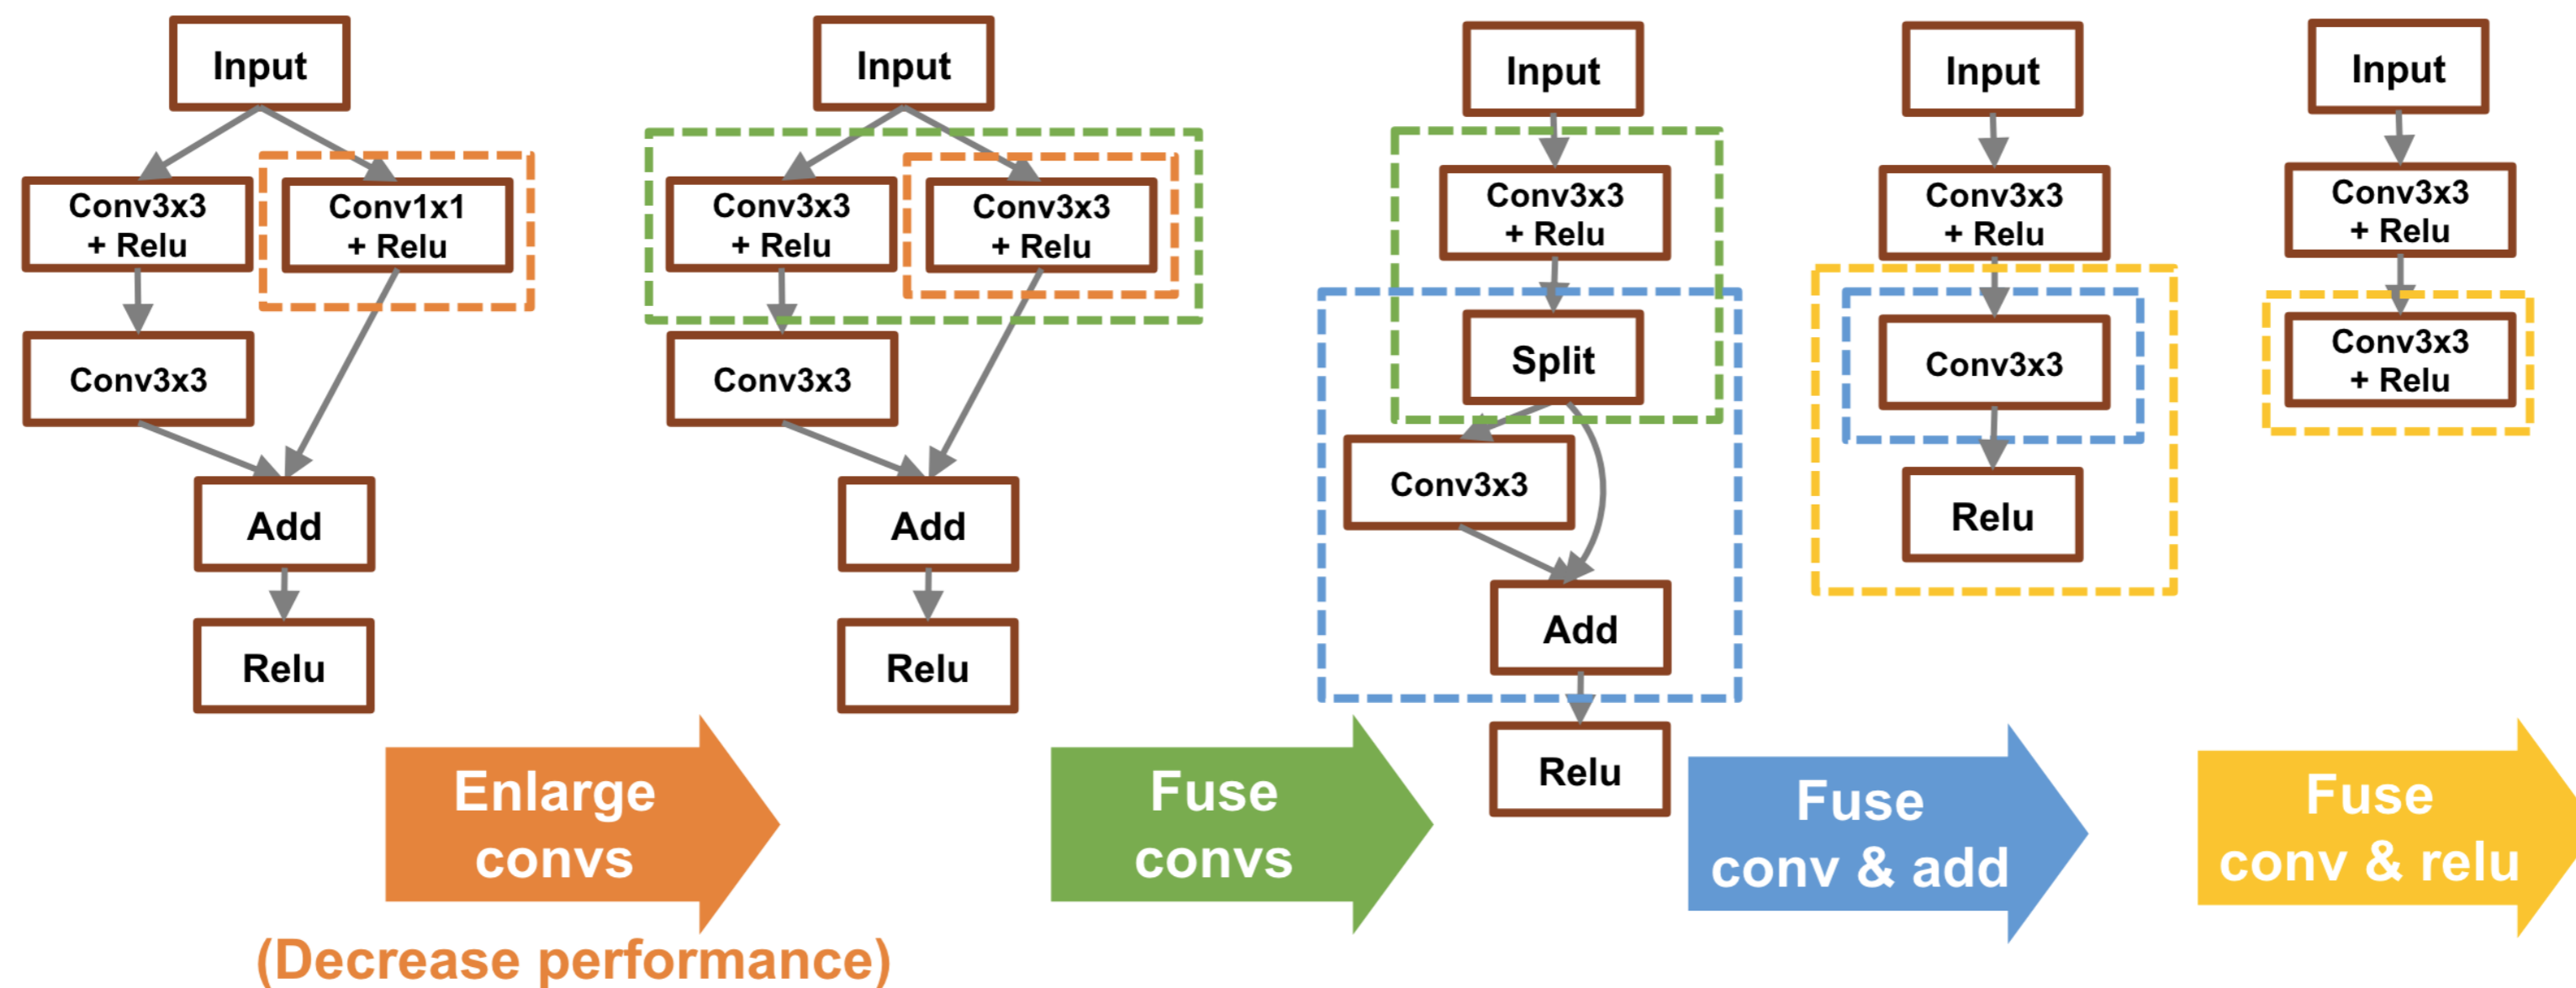 Input
Conv3x3
+ Relu
Conv1x1
+ Relu
Conv3x3
Add
Relu
Input
Conv3x3
+ Relu
Conv3x3
+ Relu
Conv3x3
Add
Relu
Input
Conv3x3
+ Relu
Split
Conv3x3
Add
Relu
Input
Conv3x3
+ Relu
Conv3x3
Relu
Input
Conv3x3
+ Relu
Conv3x3
+ Relu
Enlarge
convs
(Decrease performance)
Fuse
convs
Fuse
conv & add
Fuse
conv & relu